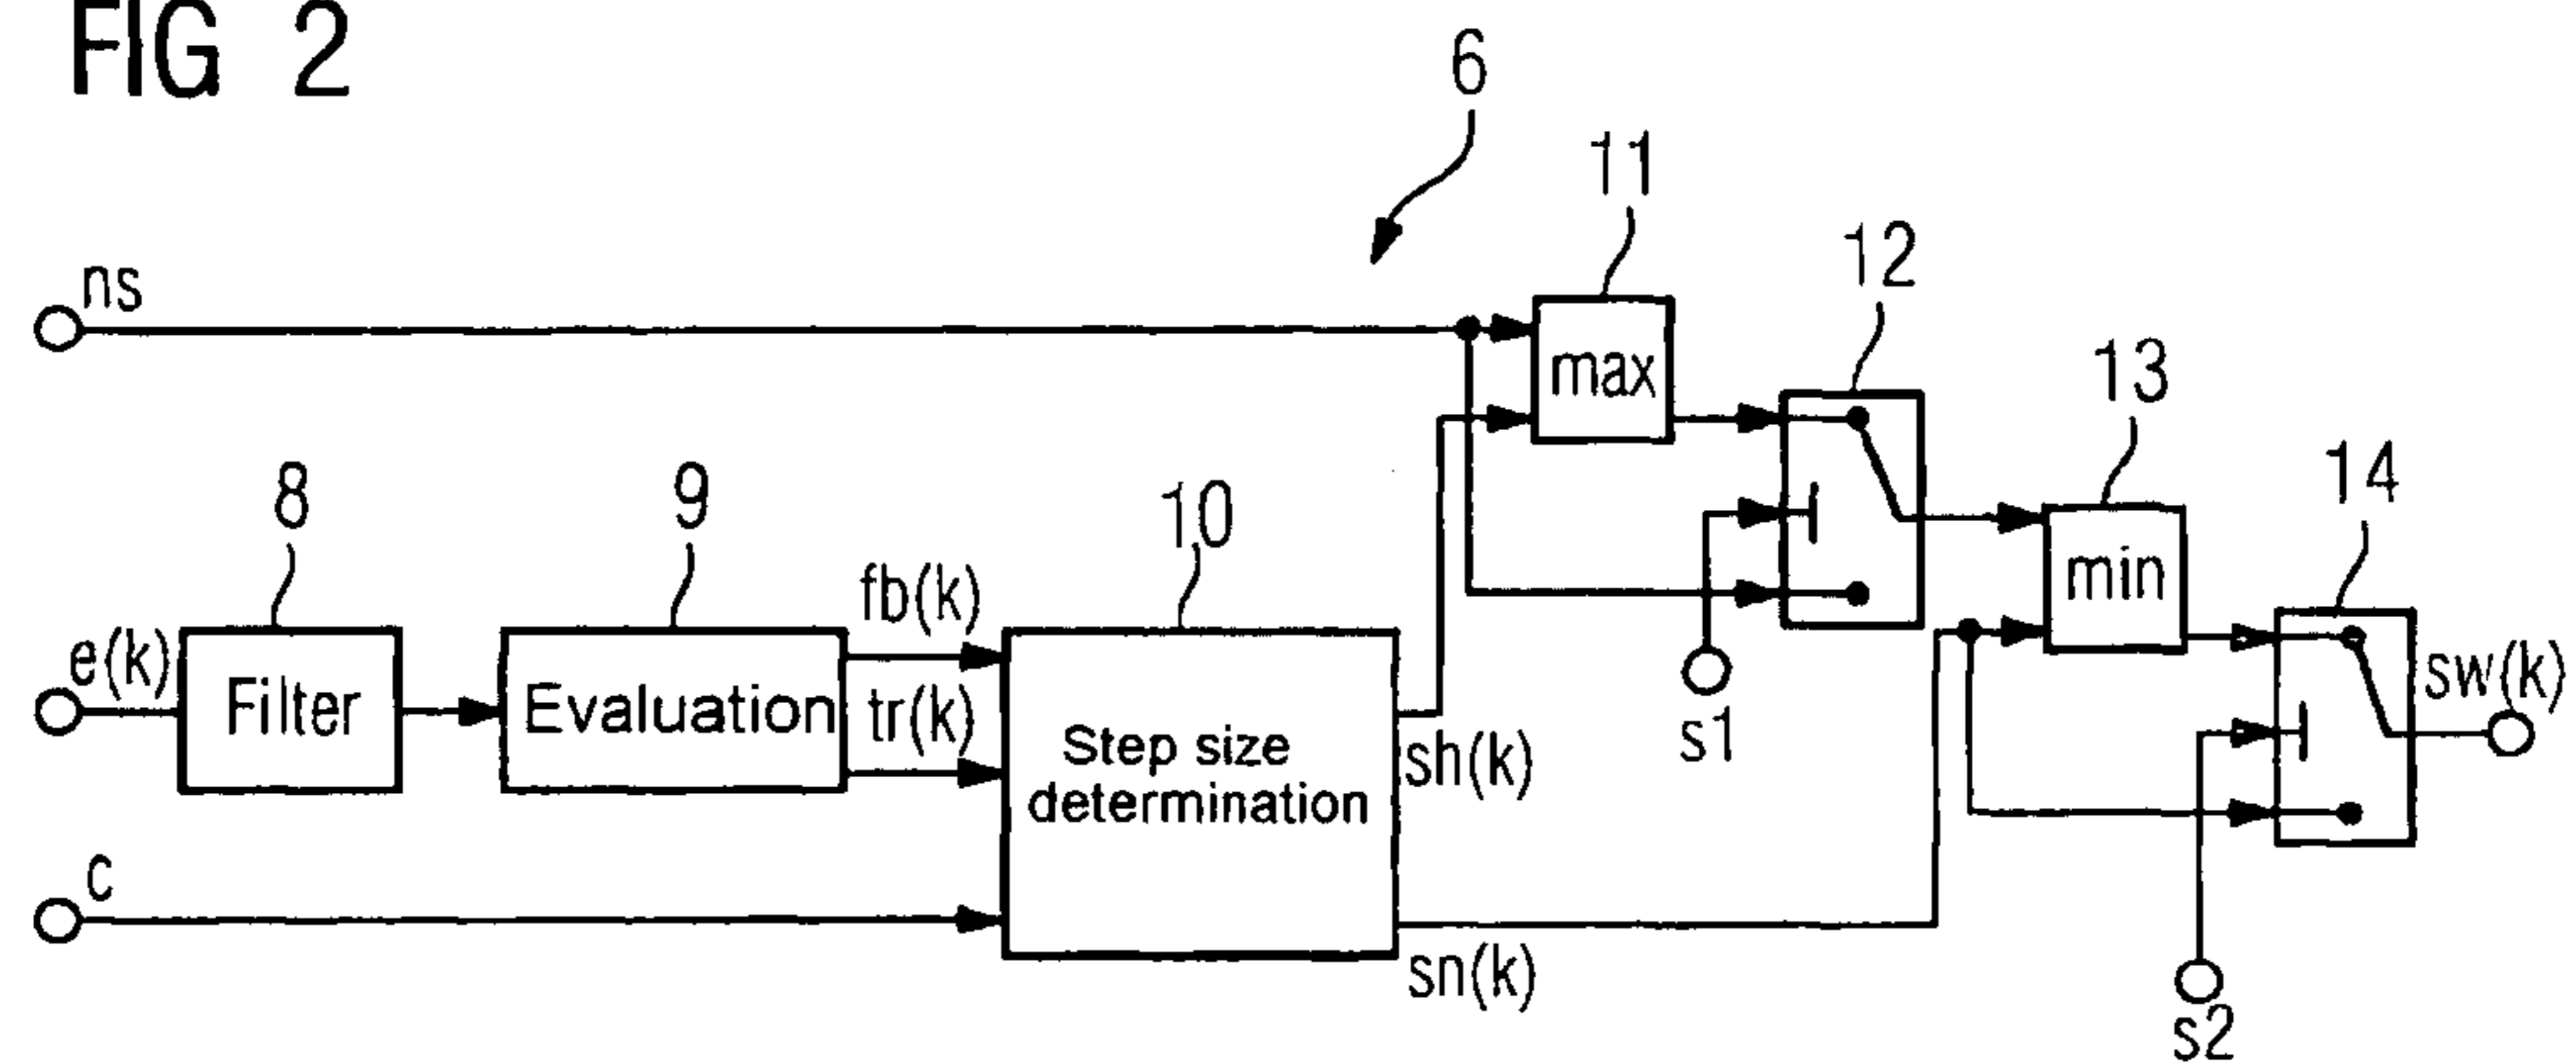 FIG 2
6
11
12
13
14
ns
8
9
10
max
min
fb(k)
e(k)
Filter
Evaluation
tr(k)
Step size
determination
sh(k)
s1
sw(k)
c
sn(k)
s2